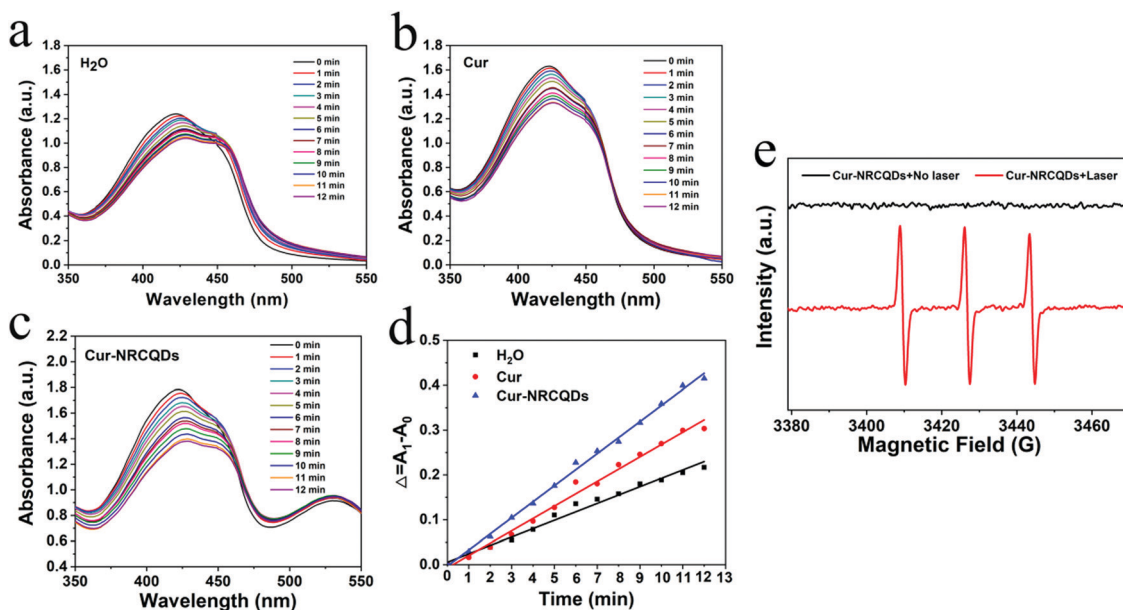 a
H₂O
0 min
1 min
2 min
3 min
4 min
5 min
6 min
7 min
8 min
9 min
10 min
11 min
12 min
Absorbance (a.u.)
1.8
1.6
1.4
1.2
1.0
0.8
0.6
0.4
0.2
0.0
350 400 450 500 550
Wavelength (nm)
b
Cur
0 min
1 min
2 min
3 min
4 min
5 min
6 min
7 min
8 min
9 min
10 min
11 min
12 min
Absorbance (a.u.)
1.8
1.6
1.4
1.2
1.0
0.8
0.6
0.4
0.2
0.0
350 400 450 500 550
Wavelength (nm)
c
Cur-NRCQDs
0 min
1 min
2 min
3 min
4 min
5 min
6 min
7 min
8 min
9 min
10 min
11 min
12 min
Absorbance (a.u.)
2.2
2.0
1.8
1.6
1.4
1.2
1.0
0.8
0.6
0.4
0.2
350 400 450 500 550
Wavelength (nm)
d
H₂O
Cur
Cur-NRCQDs
△=A₁-A₀
0.5
0.4
0.3
0.2
0.1
0.0
0 1 2 3 4 5 6 7 8 9 10 11 12 13
Time (min)
e
Cur-NRCQDs+No laser
Cur-NRCQDs+Laser
Intensity (a.u.)
3380 3400 3420 3440 3460
Magnetic Field (G)